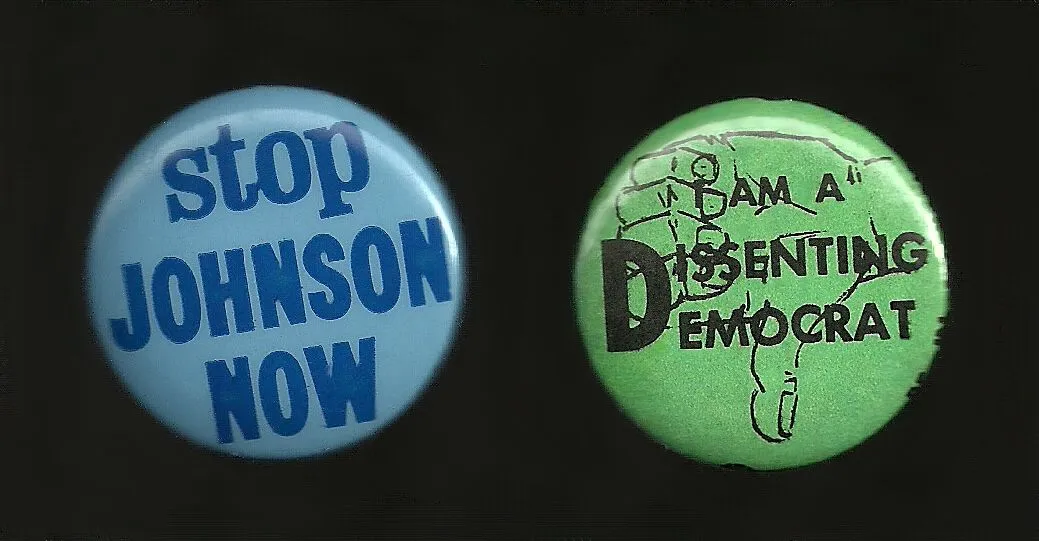 stop
JOHNSON
NOW
I AM A
DISSENTING
DEMOCRAT